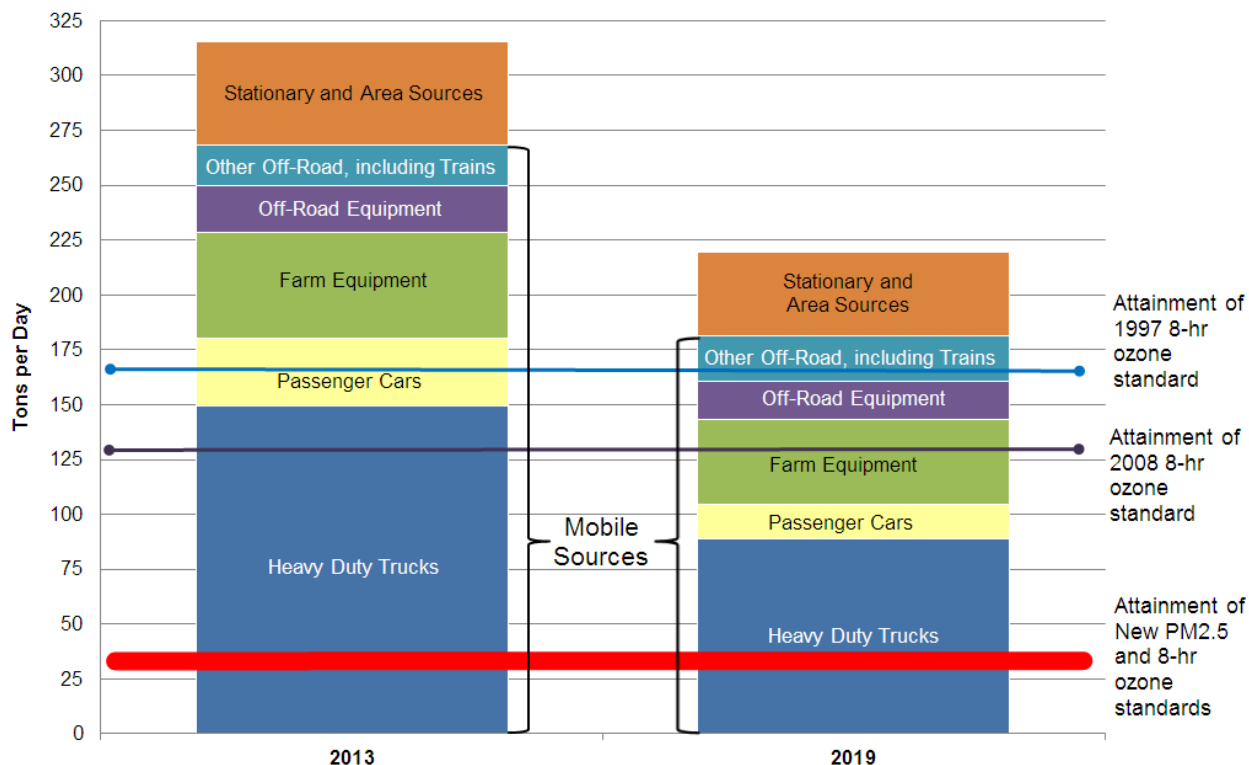 325
300
275
250
225
200
175
150
125
100
75
50
25
0
Tons per Day
Stationary and Area Sources
Other Off-Road, including Trains
Off-Road Equipment
Farm Equipment
Passenger Cars
Heavy Duty Trucks
Mobile
Sources
Stationary and
Area Sources
Other Off-Road, including Trains
Off-Road Equipment
Farm Equipment
Passenger Cars
Heavy Duty Trucks
Attainment of
1997 8-hr
ozone
standard
Attainment of
2008 8-hr
ozone
standard
Attainment of
New PM2.5
and 8-hr
ozone
standards
2013
2019